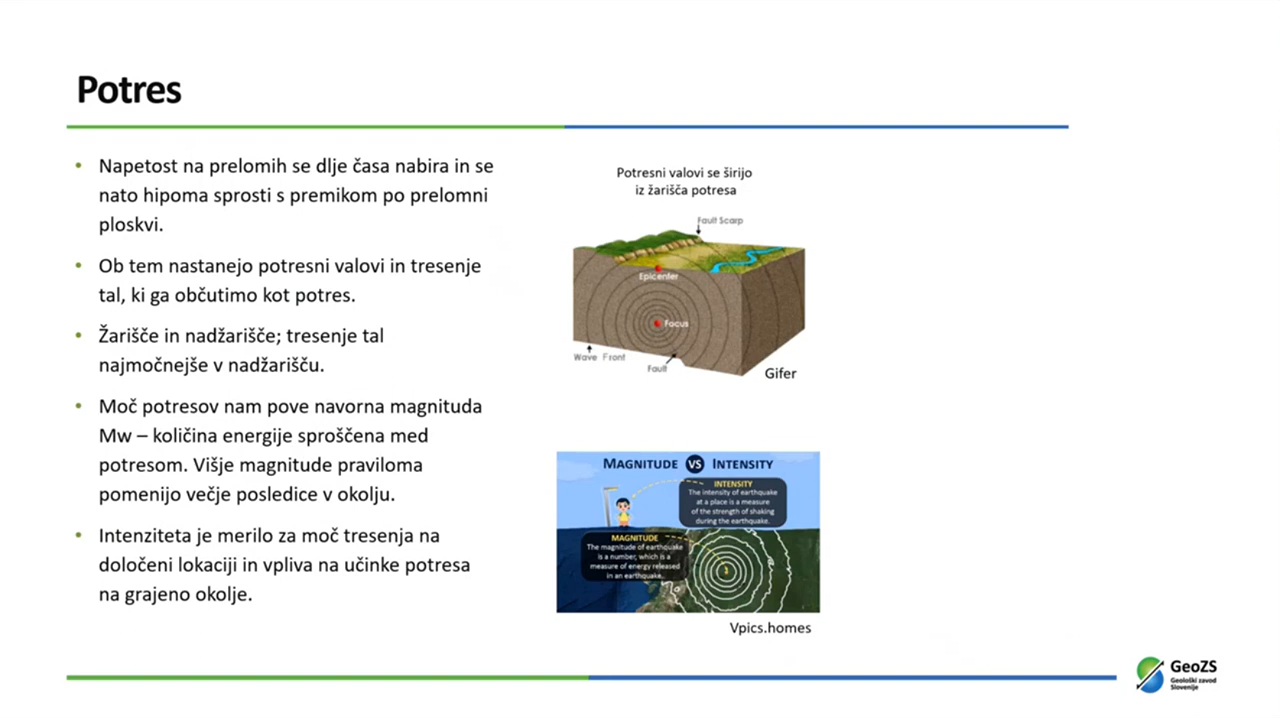 Potres
• Napetost na prelomih se dlje časa nabira in se
nato hipoma sprosti s premikom po prelomni
ploskvi.
• Ob tem nastanejo potresni valovi in tresenje
tal, ki ga občutimo kot potres.
• Žarišče in nadžarišče; tresenje tal
najmočnejše v nadžarišču.
• Moč potresov nam pove navorna magnituda
Mw – količina energije sproščena med
potresom. Višje magnitude praviloma
pomenijo večje posledice v okolju.
• Intenziteta je merilo za moč tresenja na
določeni lokaciji in vpliva na učinke potresa
na grajeno okolje.
Potresni valovi se širijo
iz žarišča potresa
Fault Scarp
Epicenter
Focus
Wave Front
Fault
Gifer
MAGNITUDE VS INTENSITY
INTENSITY
The intensity of earthquake
at a place is a measure
of the strength of shaking
during the earthquake.
MAGNITUDE
The magnitude of earthquake
is a number, which is a
measure of energy released
in an earthquake.
Vpics.homes
GeoZS
Geološki zavod
Slovenije